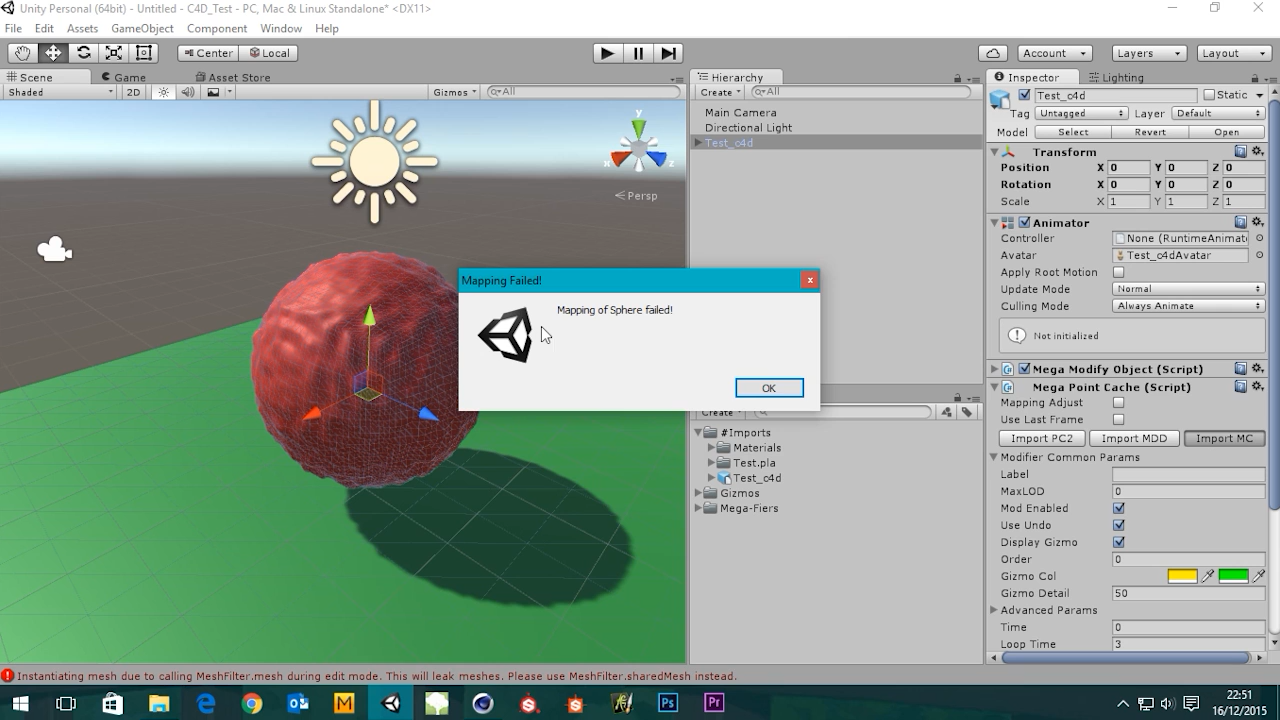 Unity Personal (64bit) - Untitled - C4D_Test - PC, Mac & Linux Standalone* <DX11>
File Edit Assets GameObject Component Window Help
Center Local Account Layers Layout
Scene Game Asset Store
Shaded 2D Gizmos All
y
x z
Persp
Hierarchy
Create All
Main Camera
Directional Light
Test_c4d
Mapping Failed!
x
Mapping of Sphere failed!
OK
Create
#Imports
Materials
Test.pla
Test_c4d
Gizmos
Mega-Fiers
Inspector Lighting
Test_c4d Static
Tag Untagged Layer Default
Model Select Revert Open
Transform
Position X 0 Y 0 Z 0
Rotation X 0 Y 0 Z 0
Scale X 1 Y 1 Z 1
Animator
Controller None (RuntimeAnimat
Avatar Test_c4dAvatar
Apply Root Motion
Update Mode Normal
Culling Mode Always Animate
Not initialized
Mega Modify Object (Script)
Mega Point Cache (Script)
Mapping Adjust
Use Last Frame
Import PC2 Import MDD Import MC
Modifier Common Params
Label
MaxLOD 0
Mod Enabled
Use Undo
Display Gizmo
Order 0
Gizmo Col
Gizmo Detail 50
Advanced Params
Time 0
Loop Time 3
Instantiating mesh due to calling MeshFilter.mesh during edit mode. This will leak meshes. Please use MeshFilter.sharedMesh instead.
M Ps Pr
22:51
16/12/2015